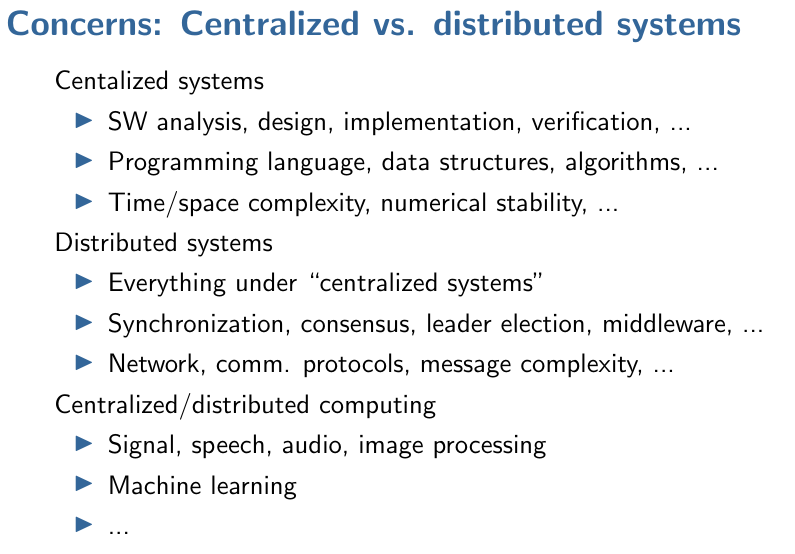 Concerns: Centralized vs. distributed systems
Centalized systems
▶ SW analysis, design, implementation, verification, ...
▶ Programming language, data structures, algorithms, ...
▶ Time/space complexity, numerical stability, ...
Distributed systems
▶ Everything under “centralized systems”
▶ Synchronization, consensus, leader election, middleware, ...
▶ Network, comm. protocols, message complexity, ...
Centralized/distributed computing
▶ Signal, speech, audio, image processing
▶ Machine learning
▶ ...